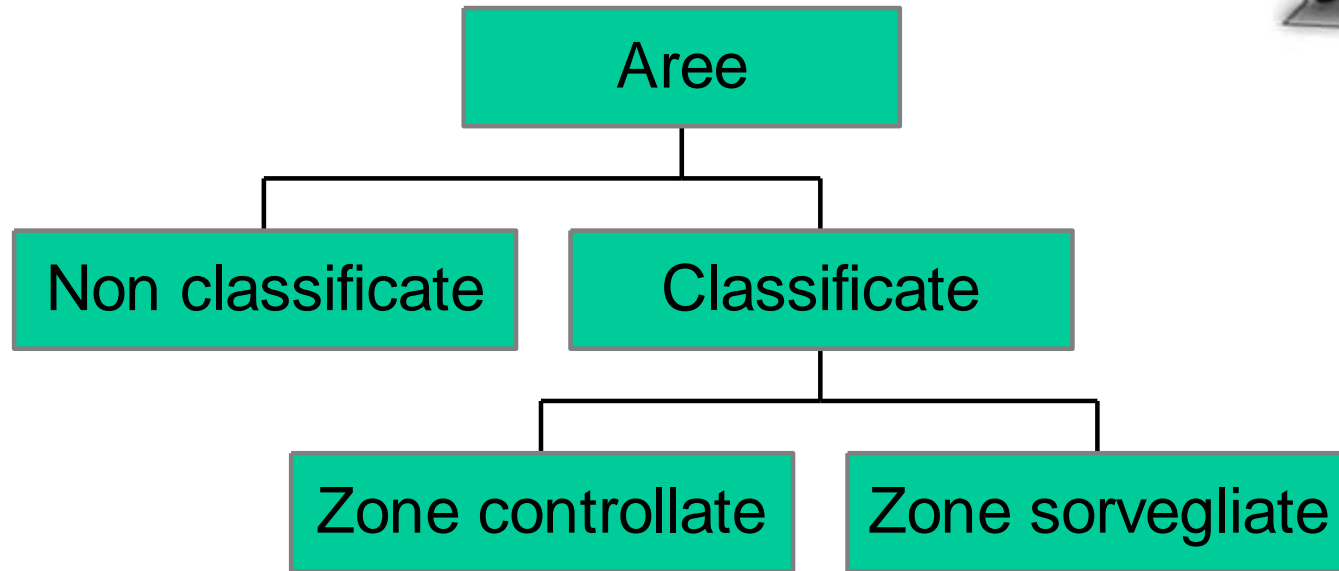 Aree
Non classificate
Classificate
Zone controllate
Zone sorvegliate